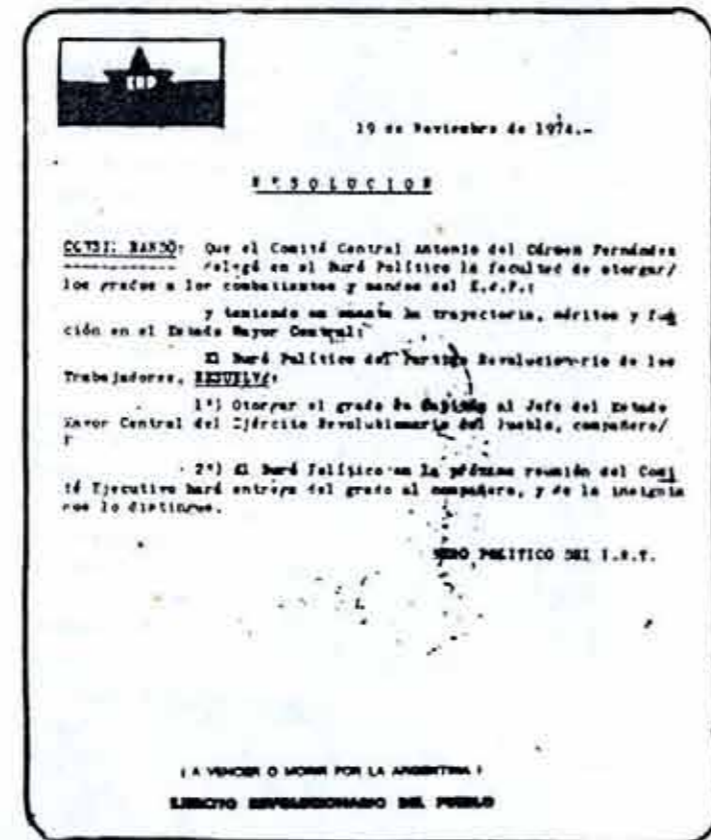 ERP
19 de Noviembre de 1974.-
RESOLUCION
Que el Comité Central Antonio del Cármen Fernández
delegó en el Buró Político la facultad de otorgar/
los grados a los combatientes y mandos del E.R.P.;
y teniendo en cuenta la trayectoria, méritos y fun
ción en el Estado Mayor Central:
El Buró Político del Partido Revolucionario de los
Trabajadores, RESUELVE:
1°) Otorgar el grado de Capitán al Jefe del Estado
Mayor Central del Ejército Revolucionario del Pueblo, compañero/
2°) El Buró Político en la próxima reunión del Comi
té Ejecutivo hará entrega del grado al compañero, y de la insignia
que lo distingue.
BURO POLITICO DEL P.R.T.
¡ A VENCER O MORIR POR LA ARGENTINA !
EJERCITO REVOLUCIONARIO DEL PUEBLO